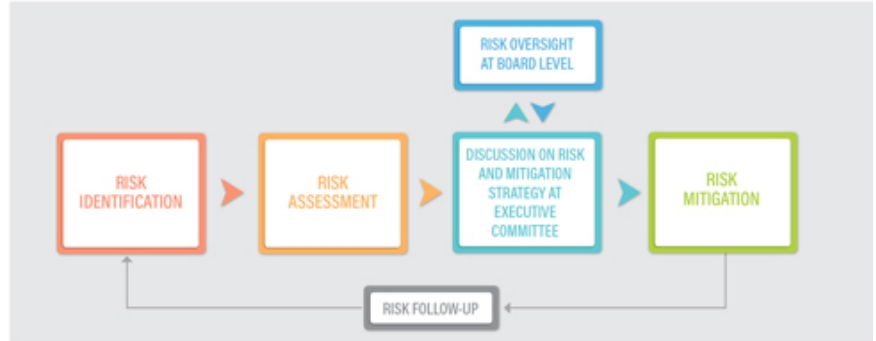 RISK OVERSIGHT
AT BOARD LEVEL
RISK
IDENTIFICATION
RISK
ASSESSMENT
DISCUSSION ON RISK
AND MITIGATION
STRATEGY AT
EXECUTIVE
COMMITTEE
RISK
MITIGATION
RISK FOLLOW-UP